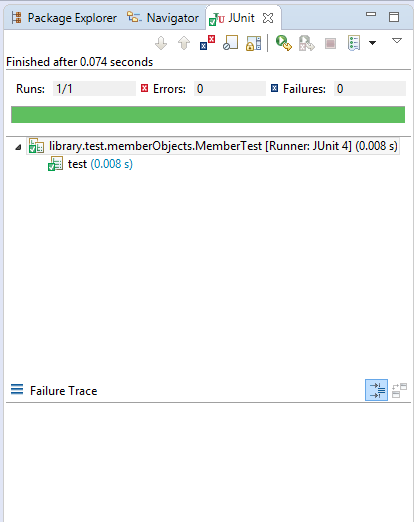 Package Explorer Navigator JUnit
Finished after 0.074 seconds
Runs: 1/1 Errors: 0 Failures: 0
library.test.memberObjects.MemberTest [Runner: JUnit 4] (0.008 s)
test (0.008 s)
Failure Trace